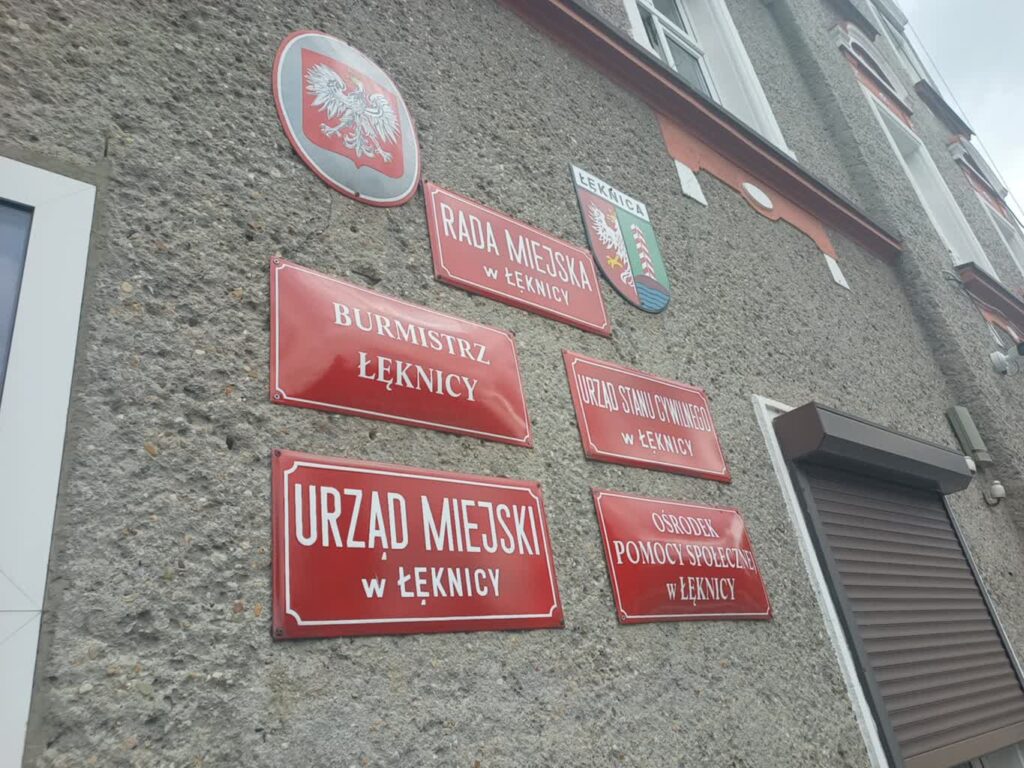 ŁĘKNICA
RADA MIEJSKA
w ŁĘKNICY
BURMISTRZ
ŁĘKNICY
URZĄD STANU CYWILNEGO
w ŁĘKNICY
URZĄD MIEJSKI
w ŁĘKNICY
OŚRODEK
POMOCY SPOŁECZNEJ
w ŁĘKNICY